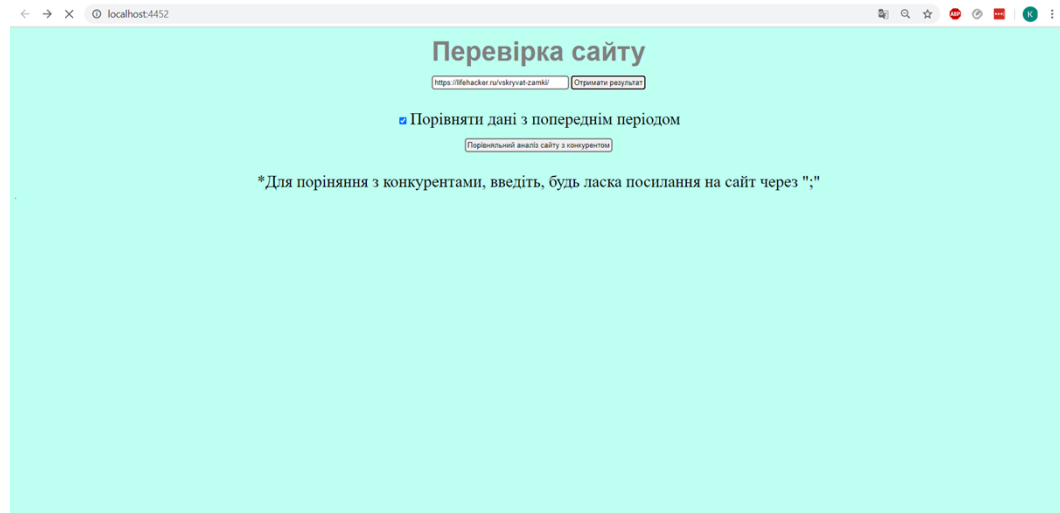 localhost:4452
ABP
K
Перевірка сайту
https://lifehacker.ru/vskryvat-zamki/ Отримати результат
Порівняти дані з попереднім періодом
Порівняльний аналіз сайту з конкурентом
*Для поріняння з конкурентами, введіть, будь ласка посилання на сайт через ";"